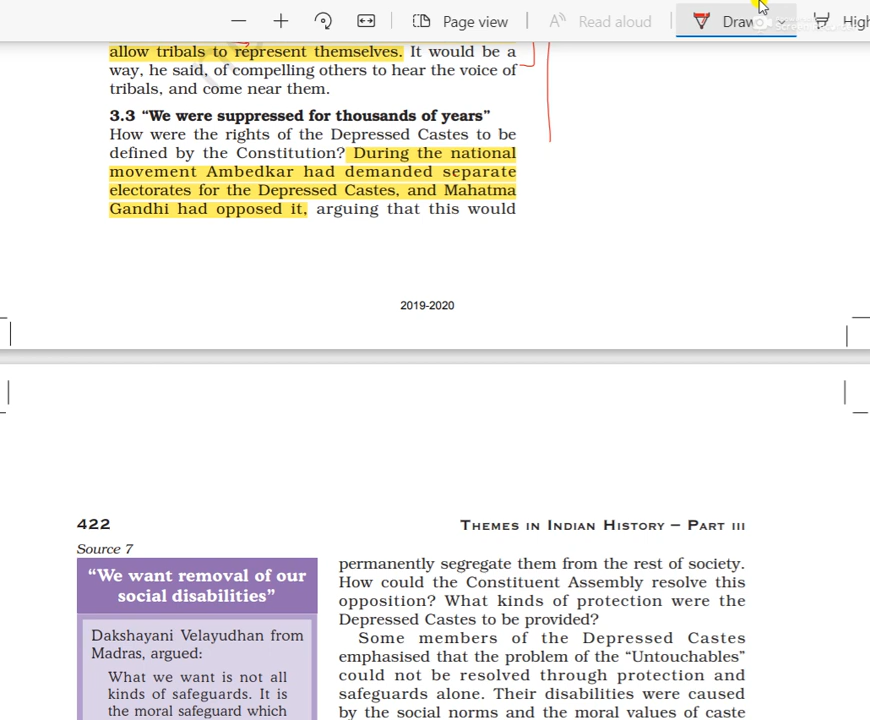 Page view
Read aloud
Draw
High
allow tribals to represent themselves. It would be a
way, he said, of compelling others to hear the voice of
tribals, and come near them.
3.3 “We were suppressed for thousands of years”
How were the rights of the Depressed Castes to be
defined by the Constitution? During the national
movement Ambedkar had demanded separate
electorates for the Depressed Castes, and Mahatma
Gandhi had opposed it, arguing that this would
2019-2020
422
THEMES IN INDIAN HISTORY – PART III
Source 7
“We want removal of our
social disabilities”
Dakshayani Velayudhan from
Madras, argued:
What we want is not all
kinds of safeguards. It is
the moral safeguard which
permanently segregate them from the rest of society.
How could the Constituent Assembly resolve this
opposition? What kinds of protection were the
Depressed Castes to be provided?
Some members of the Depressed Castes
emphasised that the problem of the “Untouchables”
could not be resolved through protection and
safeguards alone. Their disabilities were caused
by the social norms and the moral values of caste